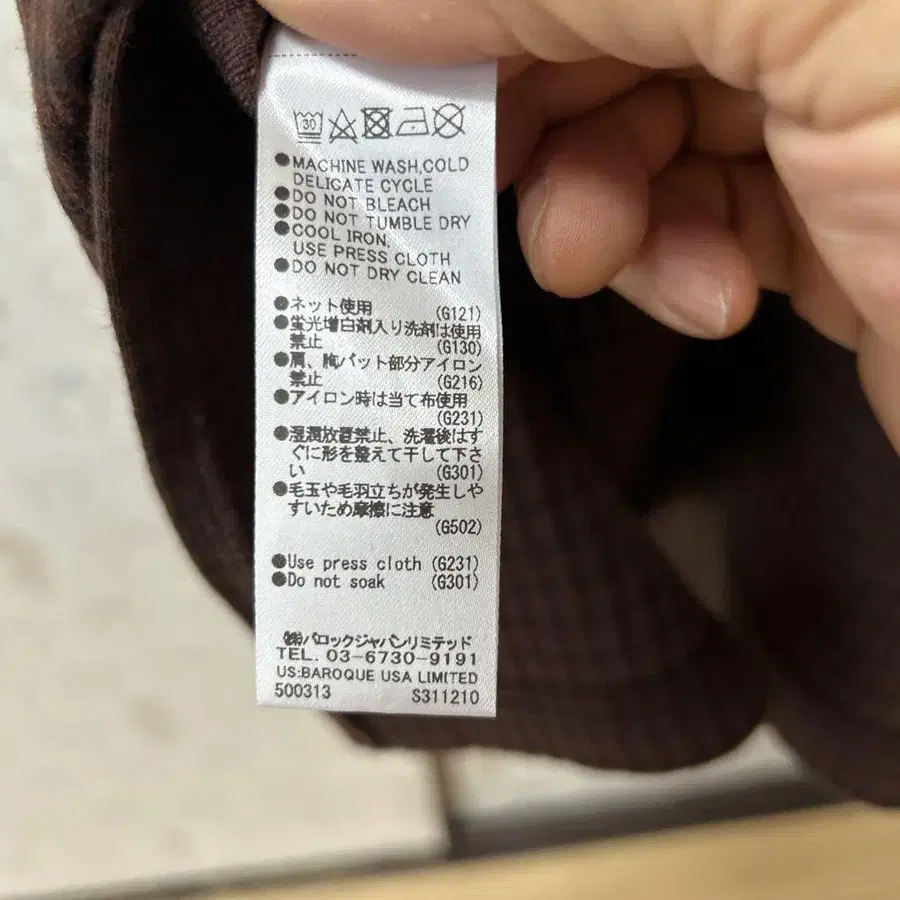 30
●MACHINE WASH,COLD
DELICATE CYCLE
●DO NOT BLEACH
●DO NOT TUMBLE DRY
●COOL IRON,
USE PRESS CLOTH
●DO NOT DRY CLEAN
●ネット使用 (G121)
●蛍光増白剤入り洗剤は使用
禁止 (G130)
●肩、胸パット部分アイロン
禁止 (G216)
●アイロン時は当て布使用
(G231)
●湿潤放置禁止、洗濯後はす
ぐに形を整えて干して下さ
い (G301)
●毛玉や毛羽立ちが発生しや
すいため摩擦に注意
(G502)
●Use press cloth (G231)
●Do not soak (G301)
㈱バロックジャパンリミテッド
TEL. 03-6730-9191
US:BAROQUE USA LIMITED
500313 S311210